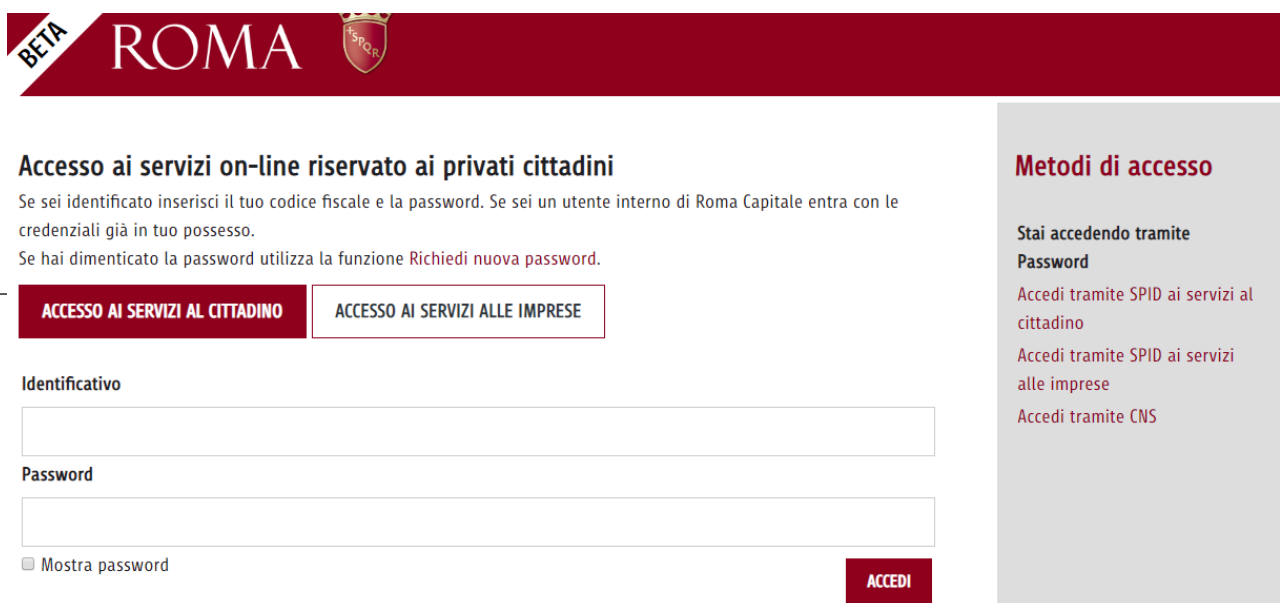 BETA
ROMA
SPQR
Accesso ai servizi on-line riservato ai privati cittadini
Se sei identificato inserisci il tuo codice fiscale e la password. Se sei un utente interno di Roma Capitale entra con le
credenziali già in tuo possesso.
Se hai dimenticato la password utilizza la funzione Richiedi nuova password.
ACCESSO AI SERVIZI AL CITTADINO
ACCESSO AI SERVIZI ALLE IMPRESE
Identificativo
Password
Mostra password
ACCEDI
Metodi di accesso
Stai accedendo tramite
Password
Accedi tramite SPID ai servizi al
cittadino
Accedi tramite SPID ai servizi
alle imprese
Accedi tramite CNS